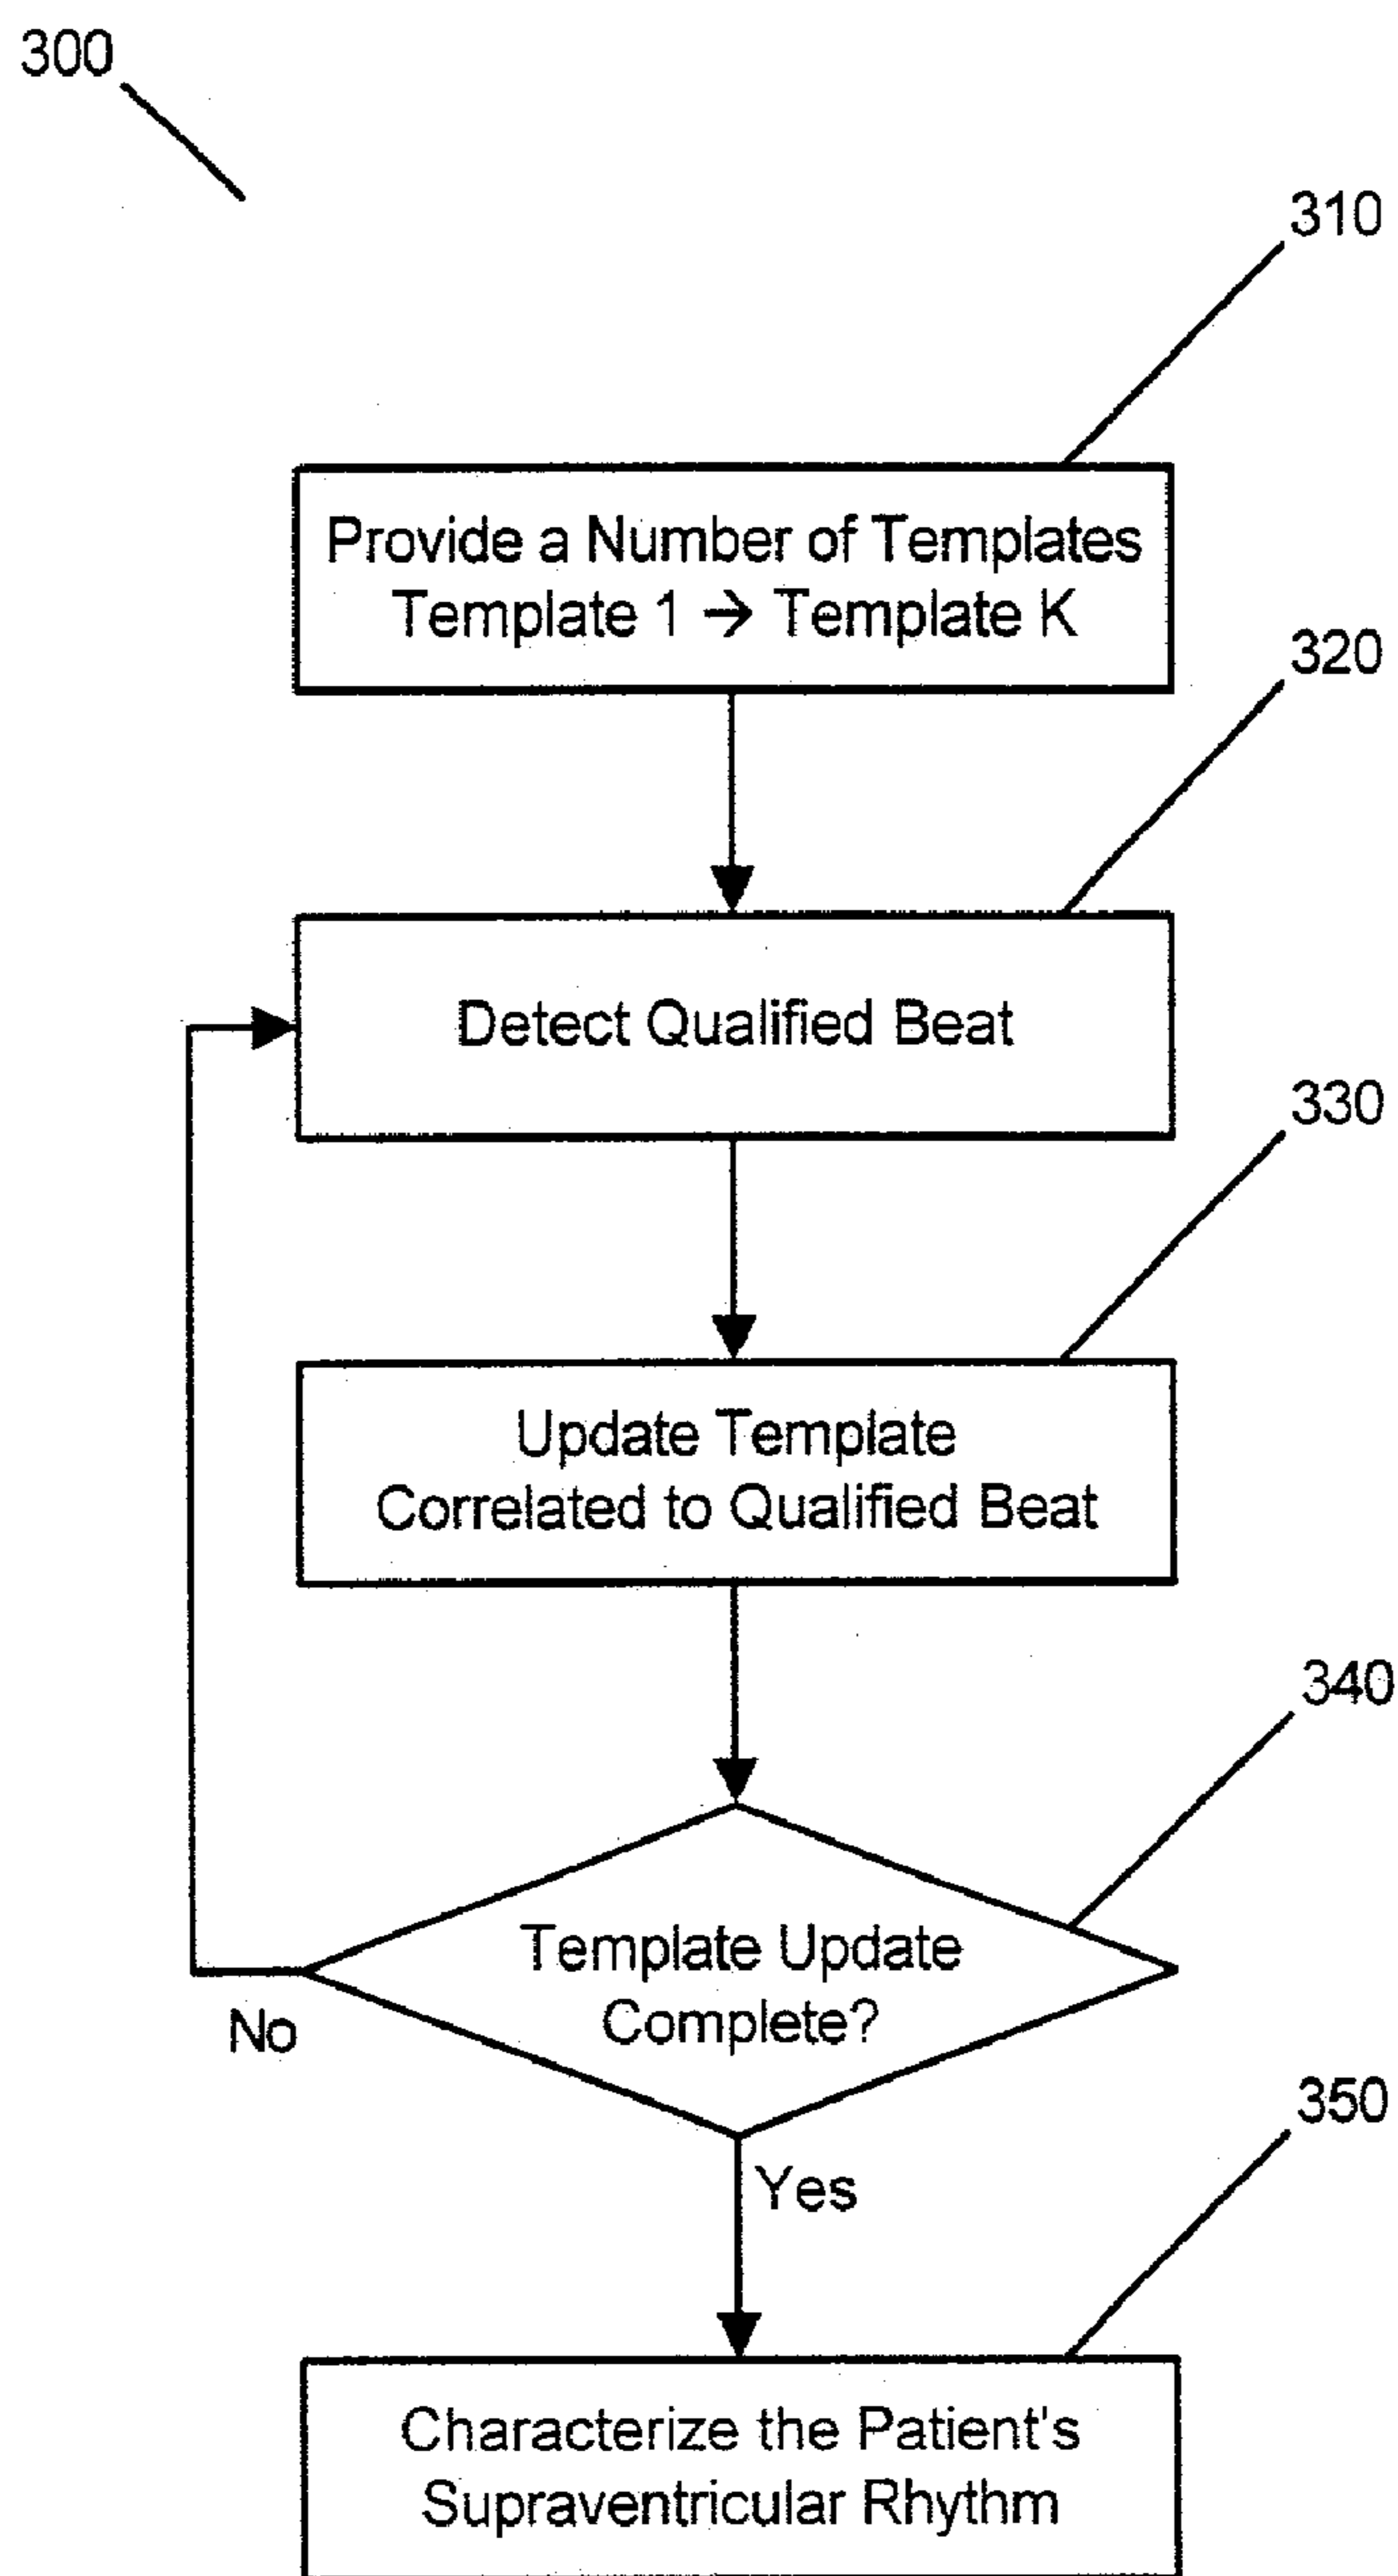 300
310
Provide a Number of Templates
Template 1 → Template K
320
Detect Qualified Beat
330
Update Template
Correlated to Qualified Beat
340
Template Update
Complete?
No
350
Yes
Characterize the Patient's
Supraventricular Rhythm